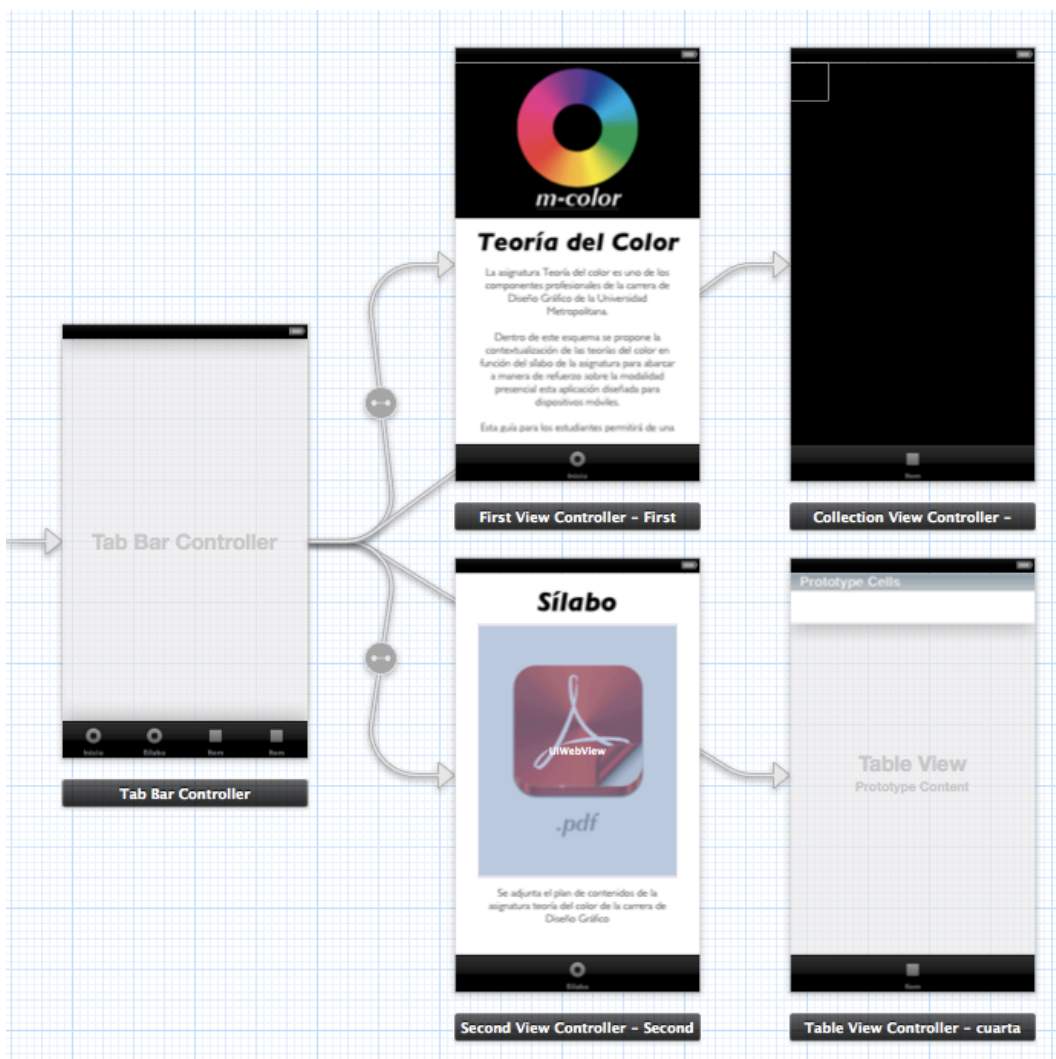 m-color
Teoría del Color
La asignatura Teoría del color es uno de los
componentes profesionales de la carrera de
Diseño Gráfico de la Universidad
Metropolitana.
Dentro de este esquema se propone la
contextualización de las teorías del color en
función del sílabo de la asignatura para abarcar
a manera de refuerzo sobre la modalidad
presencial esta aplicación diseñada para
dispositivos móviles.
Esta guía para los estudiantes permitirá de una
Inicio
First View Controller – First
Item
Collection View Controller –
Tab Bar Controller
Inicio
Sílabo
Item
Item
Tab Bar Controller
Sílabo
UIWebView
.pdf
Se adjunta el plan de contenidos de la
asignatura teoría del color de la carrera de
Diseño Gráfico
Sílabo
Second View Controller – Second
Prototype Cells
Table View
Prototype Content
Item
Table View Controller – cuarta